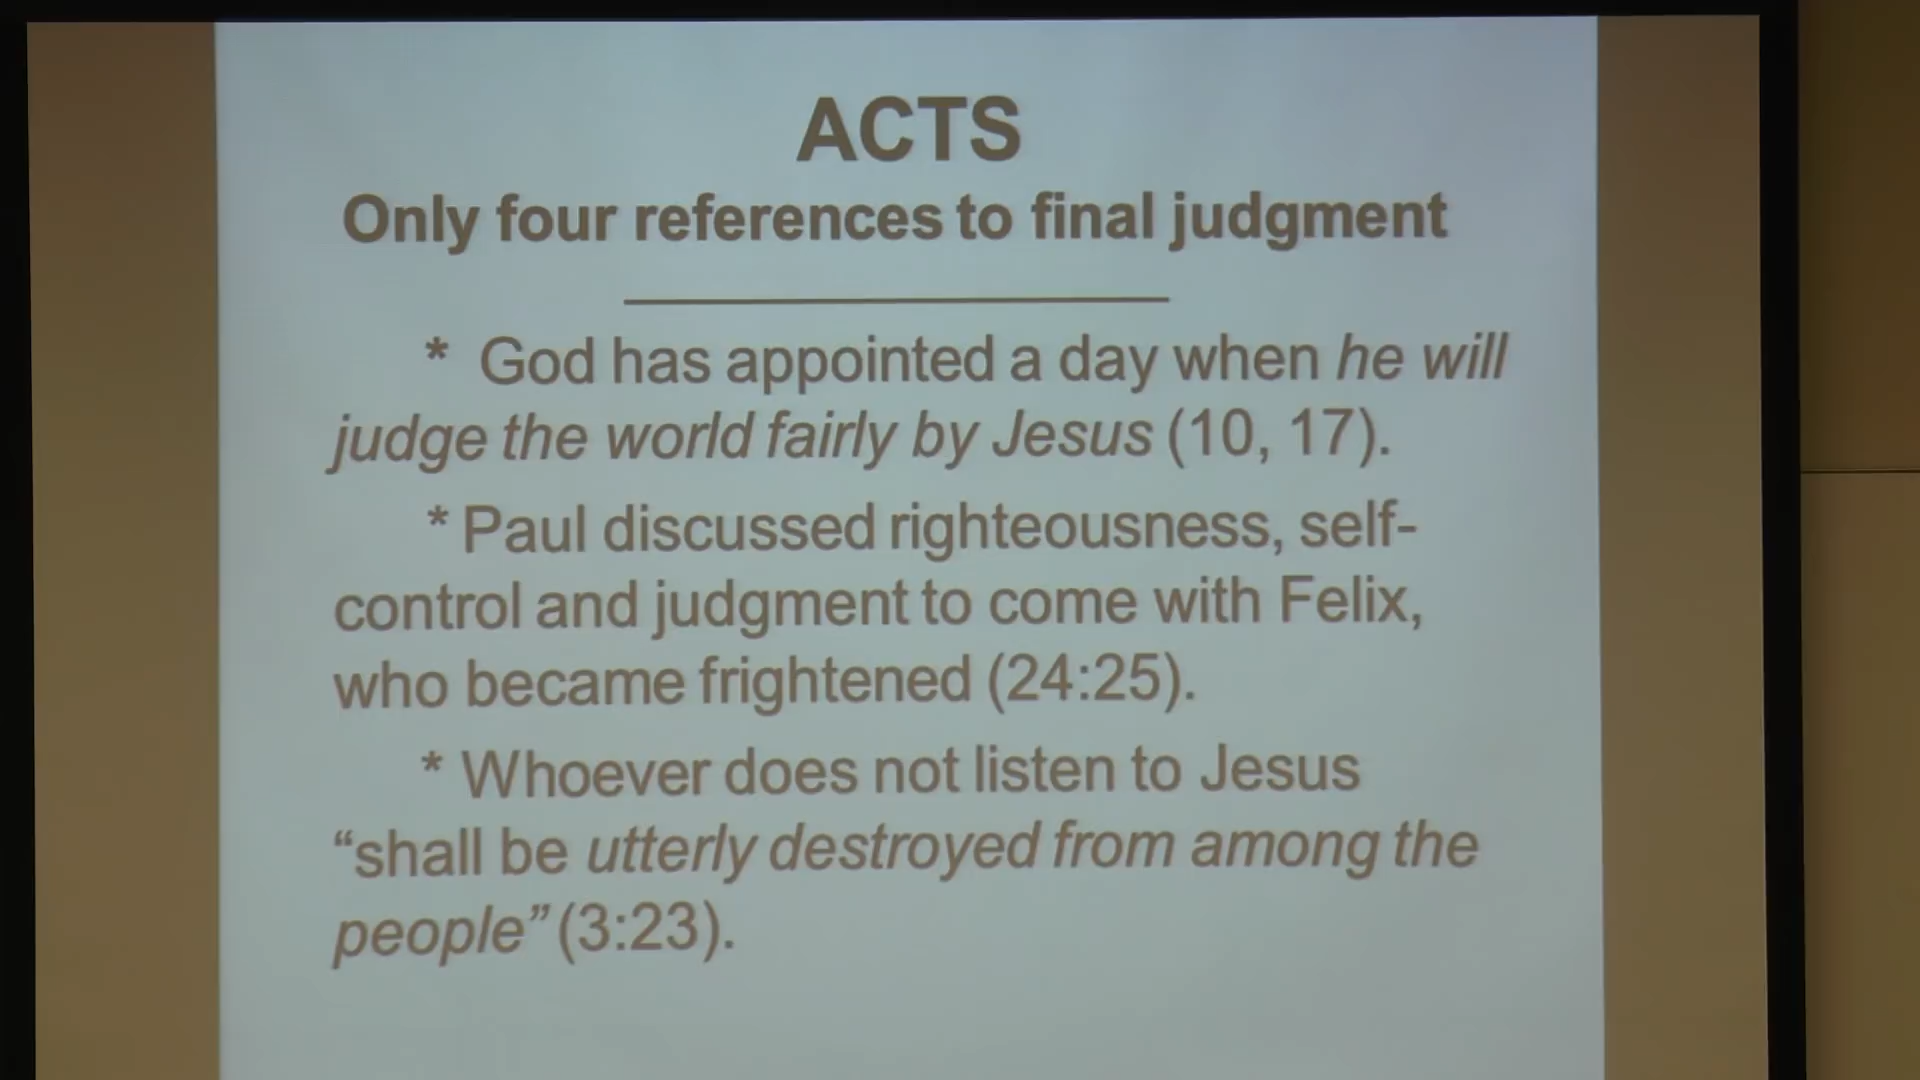 ACTS
Only four references to final judgment
* God has appointed a day when he will
judge the world fairly by Jesus (10, 17).
* Paul discussed righteousness, self-
control and judgment to come with Felix,
who became frightened (24:25).
* Whoever does not listen to Jesus
“shall be utterly destroyed from among the
people” (3:23).